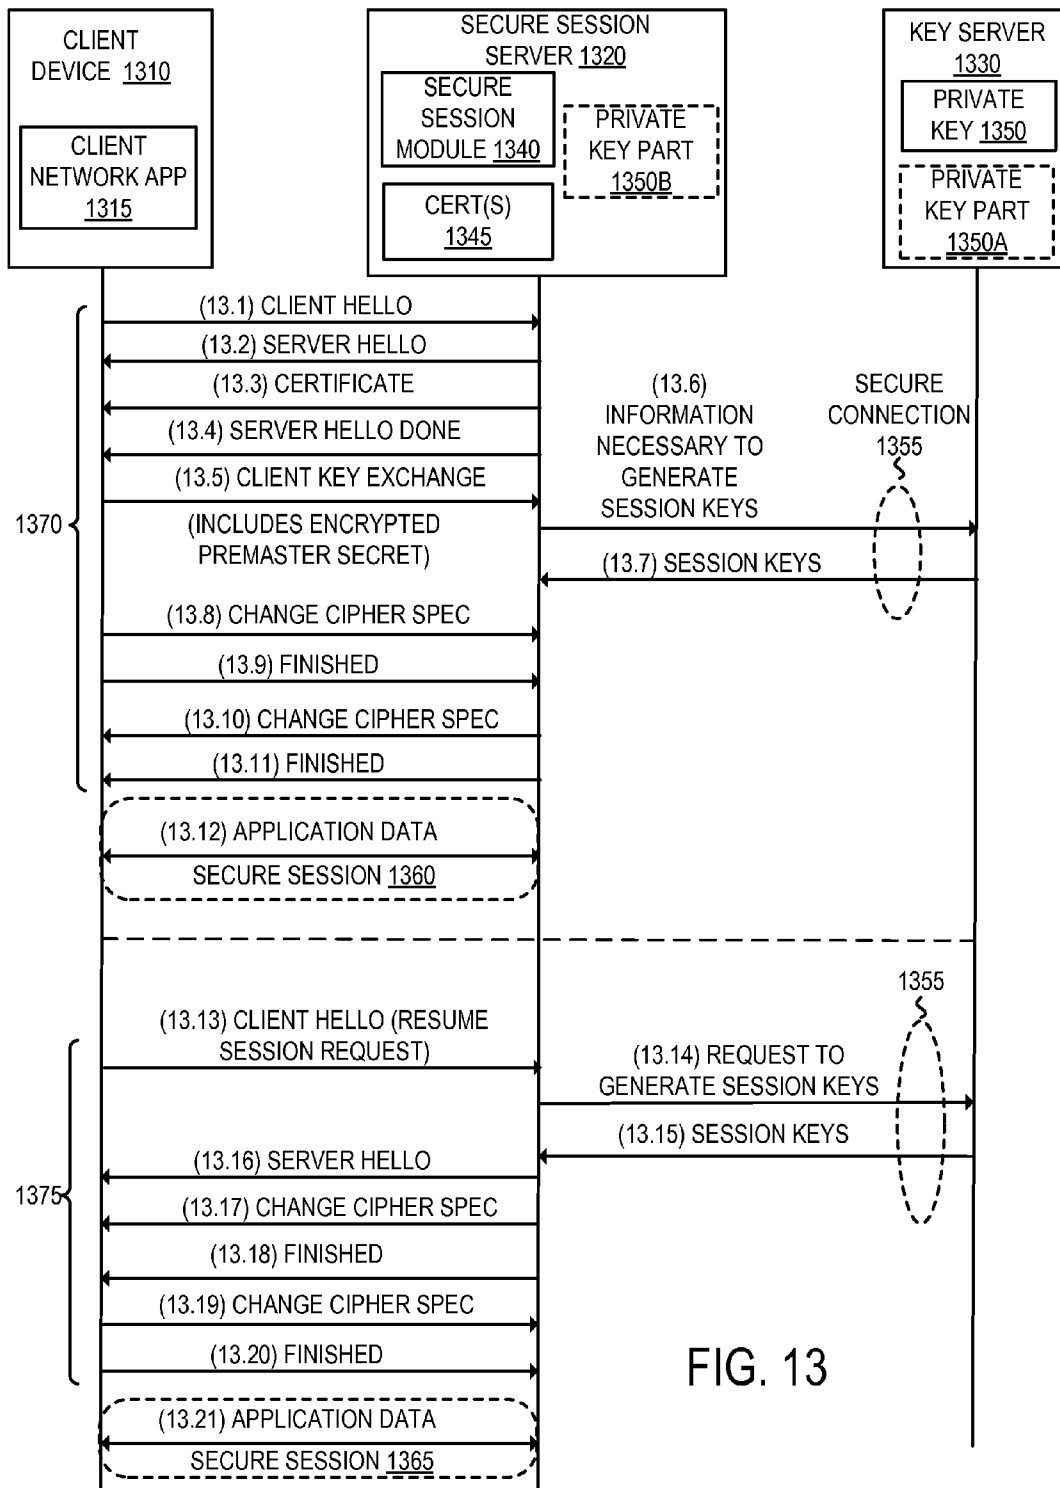 CLIENT
DEVICE 1310
CLIENT
NETWORK APP
1315
SECURE SESSION
SERVER 1320
SECURE
SESSION
MODULE 1340
PRIVATE
KEY PART
1350B
CERT(S)
1345
KEY SERVER
1330
PRIVATE
KEY 1350
PRIVATE
KEY PART
1350A
(13.1) CLIENT HELLO
(13.2) SERVER HELLO
(13.3) CERTIFICATE
(13.4) SERVER HELLO DONE
(13.5) CLIENT KEY EXCHANGE
(INCLUDES ENCRYPTED
PREMASTER SECRET)
(13.6)
INFORMATION
NECESSARY TO
GENERATE
SESSION KEYS
SECURE
CONNECTION
1355
1370
(13.7) SESSION KEYS
(13.8) CHANGE CIPHER SPEC
(13.9) FINISHED
(13.10) CHANGE CIPHER SPEC
(13.11) FINISHED
(13.12) APPLICATION DATA
SECURE SESSION 1360
(13.13) CLIENT HELLO (RESUME
SESSION REQUEST)
1355
(13.14) REQUEST TO
GENERATE SESSION KEYS
(13.15) SESSION KEYS
(13.16) SERVER HELLO
1375
(13.17) CHANGE CIPHER SPEC
(13.18) FINISHED
(13.19) CHANGE CIPHER SPEC
(13.20) FINISHED
FIG. 13
(13.21) APPLICATION DATA
SECURE SESSION 1365